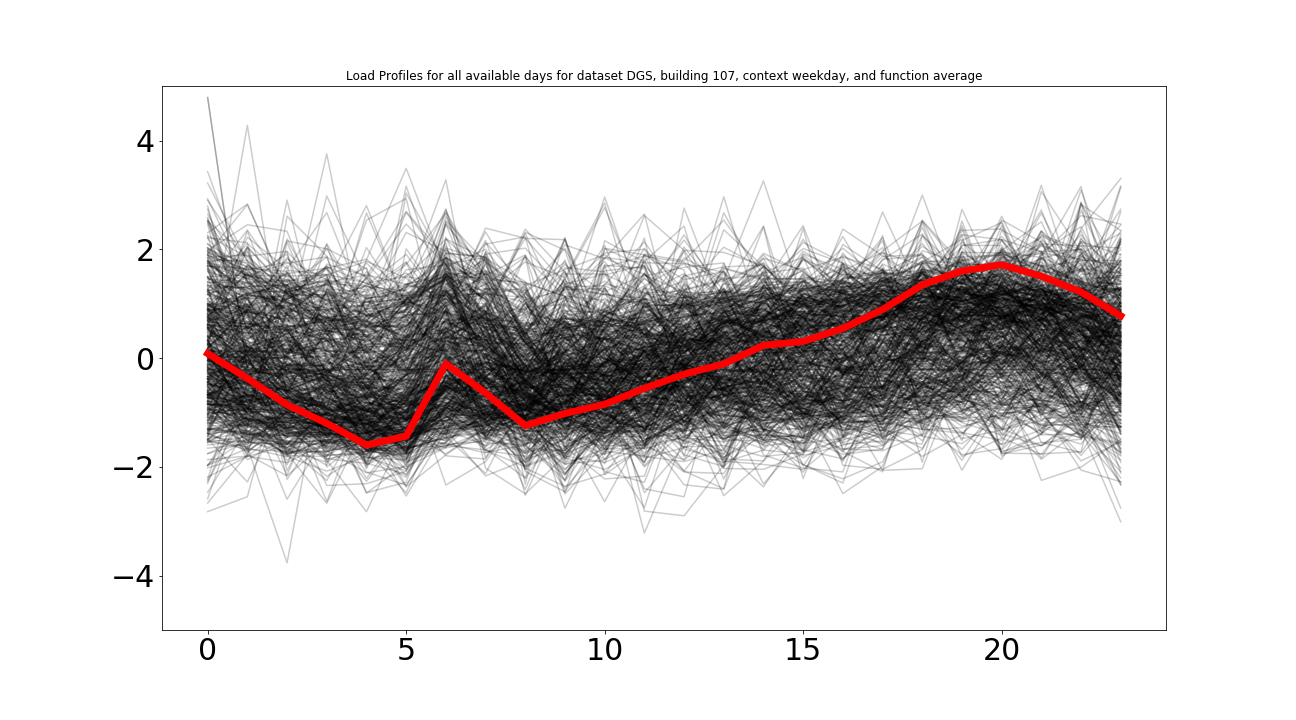 Load Profiles for all available days for dataset DGS, building 107, context weekday, and function average
4
2
0
−2
−4
0 5 10 15 20